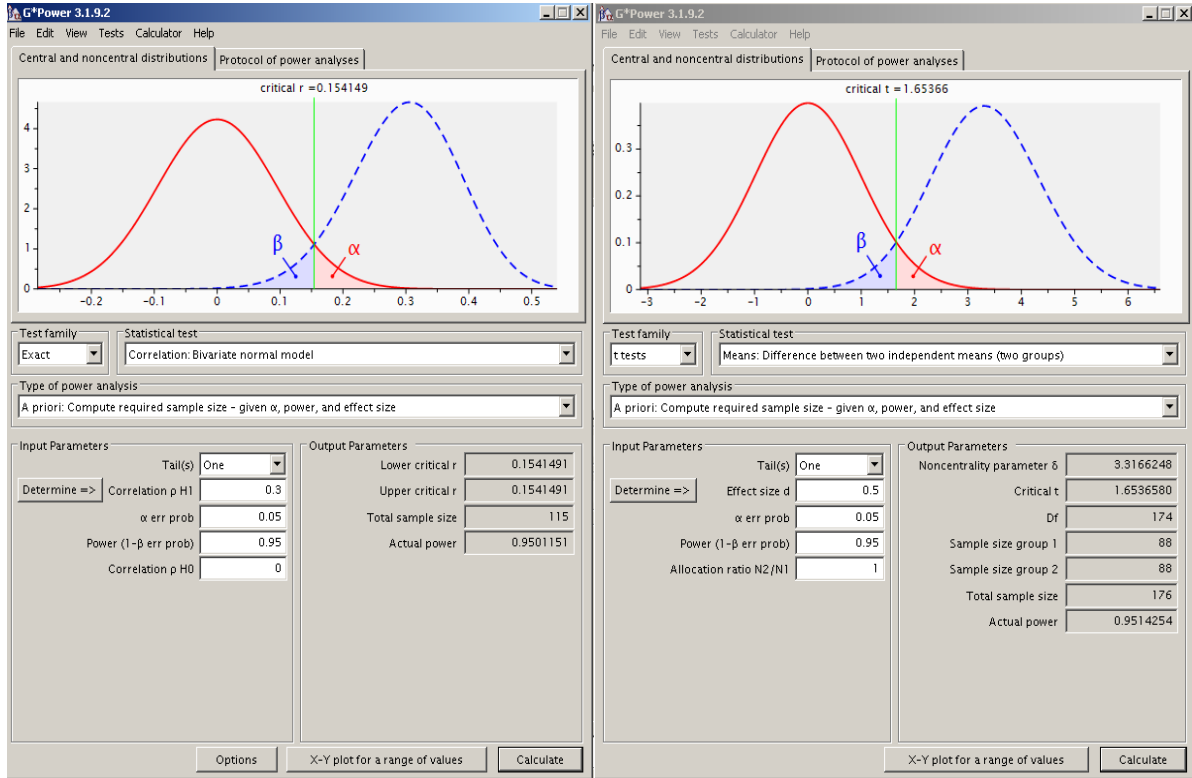 G*Power 3.1.9.2
File Edit View Tests Calculator Help
Central and noncentral distributions Protocol of power analyses
critical r =0.154149
4
3
2
1
0
β
α
-0.2 -0.1 0 0.1 0.2 0.3 0.4 0.5
Test family
Exact
Statistical test
Correlation: Bivariate normal model
Type of power analysis
A priori: Compute required sample size - given α, power, and effect size
Input Parameters
Tail(s) One
Determine => Correlation ρ H1 0.3
α err prob 0.05
Power (1-β err prob) 0.95
Correlation ρ H0 0
Output Parameters
Lower critical r 0.1541491
Upper critical r 0.1541491
Total sample size 115
Actual power 0.9501151
Options X-Y plot for a range of values Calculate
G*Power 3.1.9.2
File Edit View Tests Calculator Help
Central and noncentral distributions Protocol of power analyses
critical t =1.65366
0.3
0.2
0.1
0
β
α
-3 -2 -1 0 1 2 3 4 5 6
Test family
t tests
Statistical test
Means: Difference between two independent means (two groups)
Type of power analysis
A priori: Compute required sample size - given α, power, and effect size
Input Parameters
Tail(s) One
Determine => Effect size d 0.5
α err prob 0.05
Power (1-β err prob) 0.95
Allocation ratio N2/N1 1
Output Parameters
Noncentrality parameter δ 3.3166248
Critical t 1.6536580
Df 174
Sample size group 1 88
Sample size group 2 88
Total sample size 176
Actual power 0.9514254
X-Y plot for a range of values Calculate